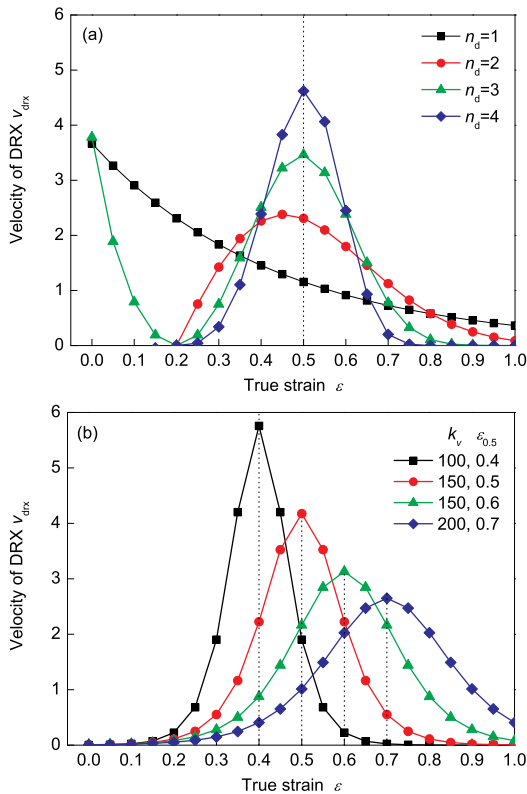 (a)
n_d=1
n_d=2
n_d=3
n_d=4
Velocity of DRX v_drx
6
5
4
3
2
1
0
0.0 0.1 0.2 0.3 0.4 0.5 0.6 0.7 0.8 0.9 1.0
True strain ε
(b)
k_v ε_0.5
100, 0.4
150, 0.5
150, 0.6
200, 0.7
Velocity of DRX v_drx
6
5
4
3
2
1
0
0.0 0.1 0.2 0.3 0.4 0.5 0.6 0.7 0.8 0.9 1.0
True strain ε